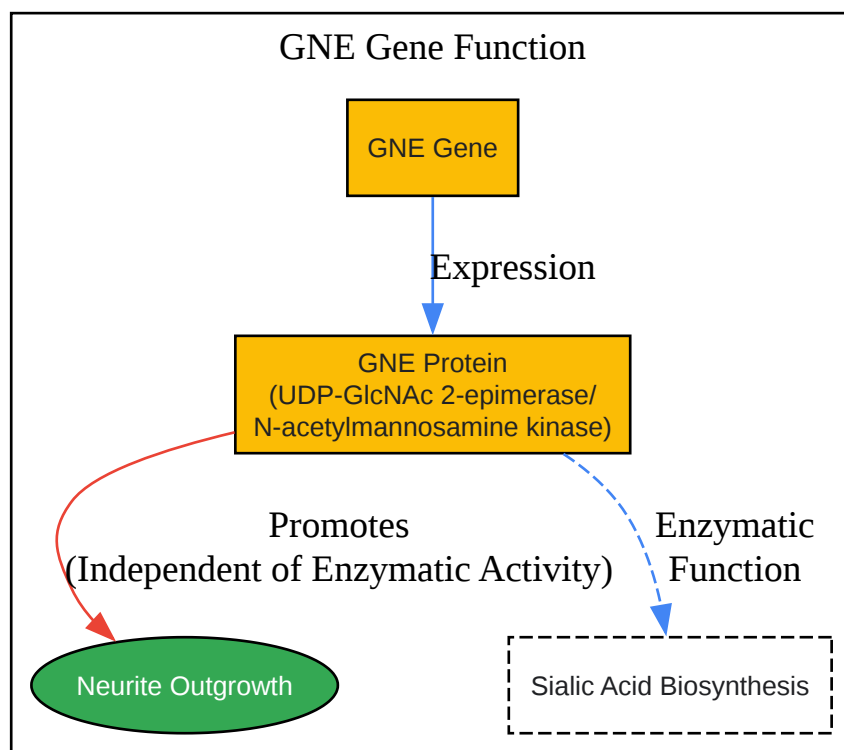 GNE Gene Function
GNE Gene
Expression
GNE Protein
(UDP-GlcNAc 2-epimerase/
N-acetylmannosamine kinase)
Promotes
(Independent of Enzymatic Activity)
Enzymatic
Function
Neurite Outgrowth
Sialic Acid Biosynthesis